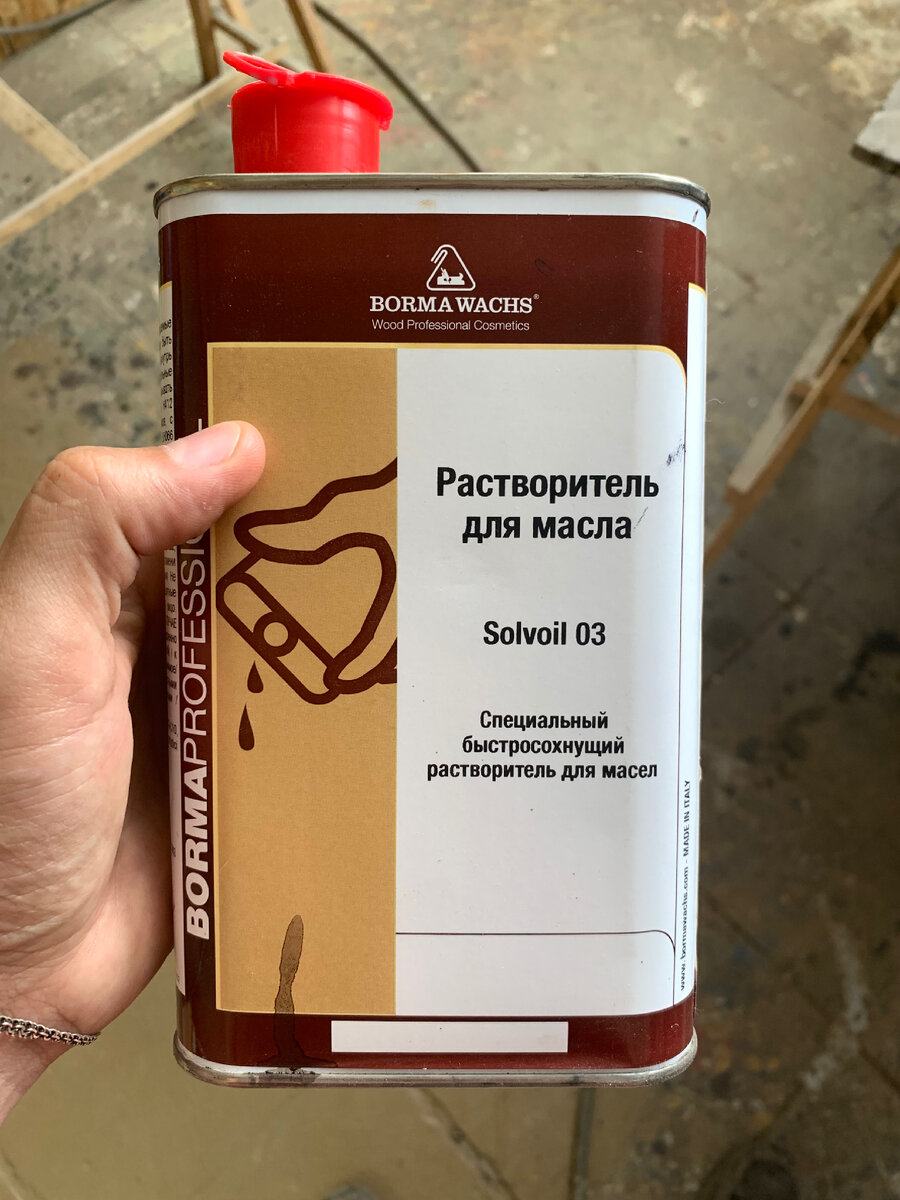 BORMA WACHS®
Wood Professional Cosmetics
Растворитель
для масла
Solvoil 03
Специальный
быстросохнущий
растворитель для масел
BORMAPROFESSIO
www.bormawachs.com - MADE IN ITALY